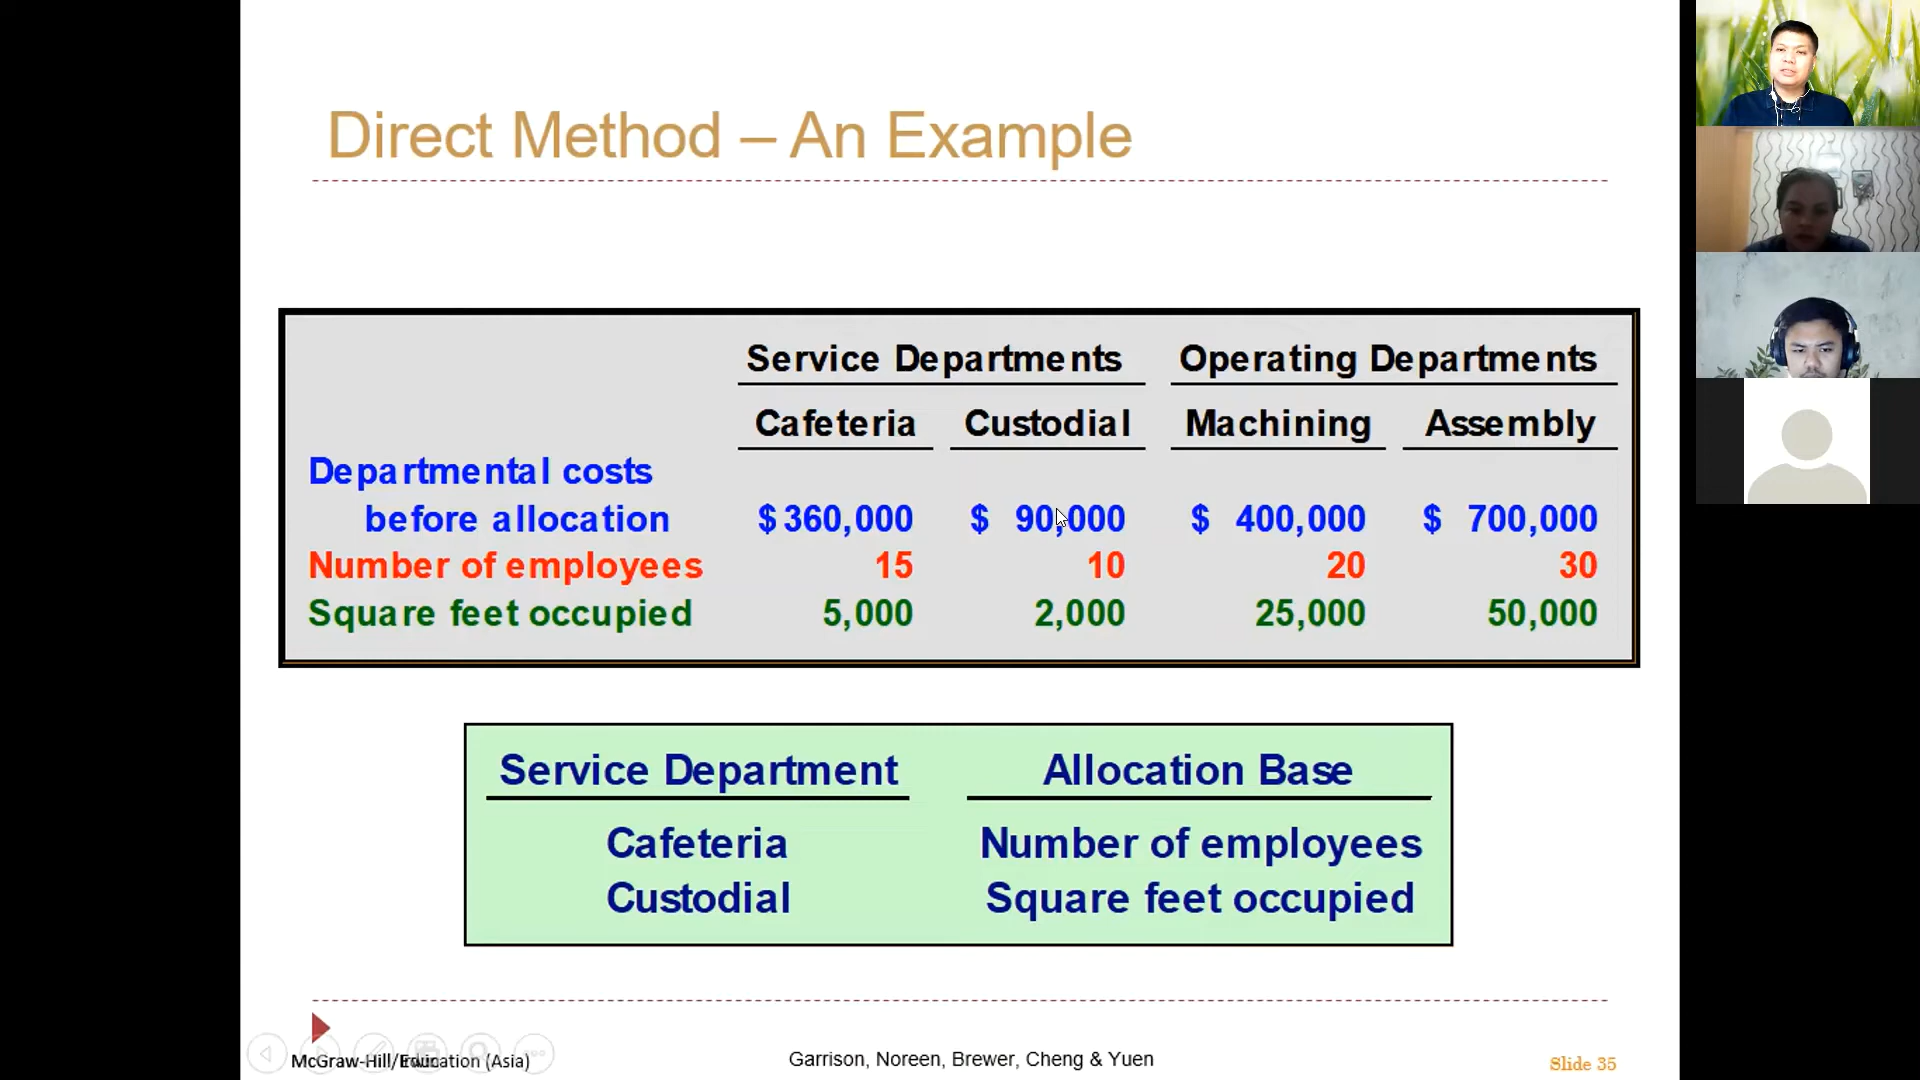 Direct Method – An Example
Service Departments Operating Departments
Cafeteria Custodial Machining Assembly
Departmental costs
before allocation $ 360,000 $ 90,000 $ 400,000 $ 700,000
Number of employees 15 10 20 30
Square feet occupied 5,000 2,000 25,000 50,000
Service Department Allocation Base
Cafeteria Number of employees
Custodial Square feet occupied
McGraw-Hill/ Education (Asia) Garrison, Noreen, Brewer, Cheng & Yuen Slide 35